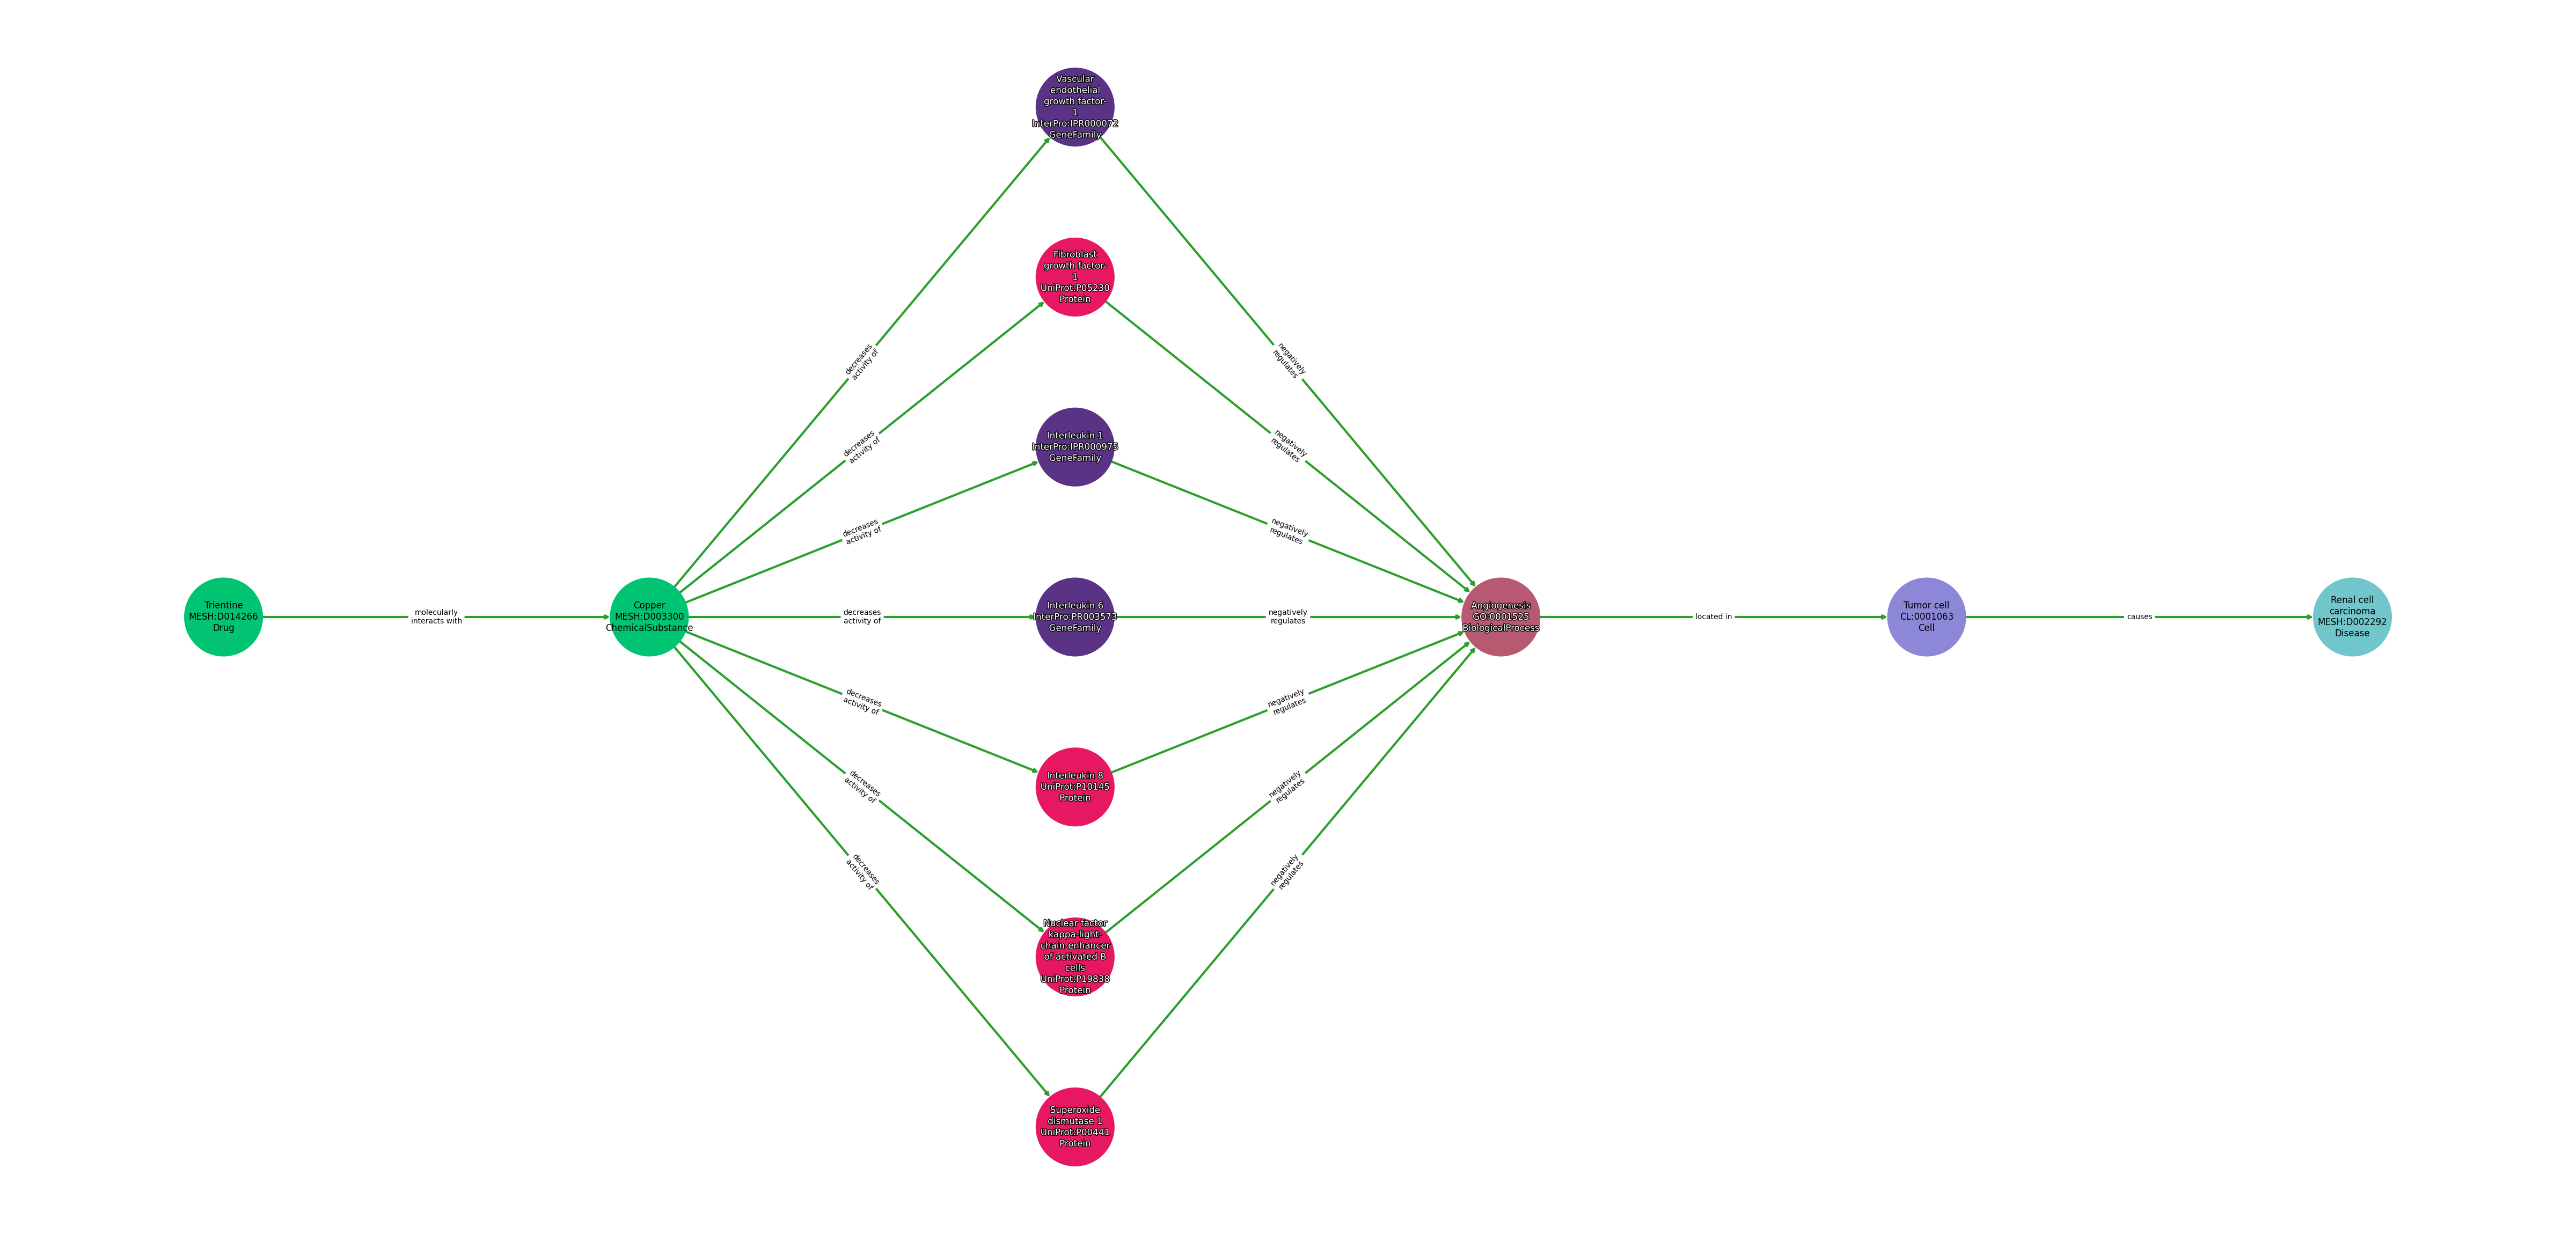 Vascular
endothelial
growth factor-
1
InterPro:IPR000072
GeneFamily
Fibroblast
growth factor-
1
UniProt:P05230
Protein
decreases
activity of
negatively
regulates
decreases
activity of
negatively
regulates
Interleukin 1
InterPro:IPR000975
GeneFamily
decreases
activity of
negatively
regulates
Trientine
MESH:D014266
Drug
molecularly
interacts with
Copper
MESH:D003300
ChemicalSubstance
decreases
activity of
Interleukin 6
InterPro:PR003573
GeneFamily
negatively
regulates
Angiogenesis
GO:0001525
BiologicalProcess
located in
Tumor cell
CL:0001063
Cell
causes
Renal cell
carcinoma
MESH:D002292
Disease
decreases
activity of
negatively
regulates
Interleukin 8
UniProt:P10145
Protein
decreases
activity of
negatively
regulates
decreases
activity of
negatively
regulates
Nuclear factor
kappa-light-
chain-enhancer
of activated B
cells
UniProt:P19838
Protein
Superoxide
dismutase 1
UniProt:P00441
Protein